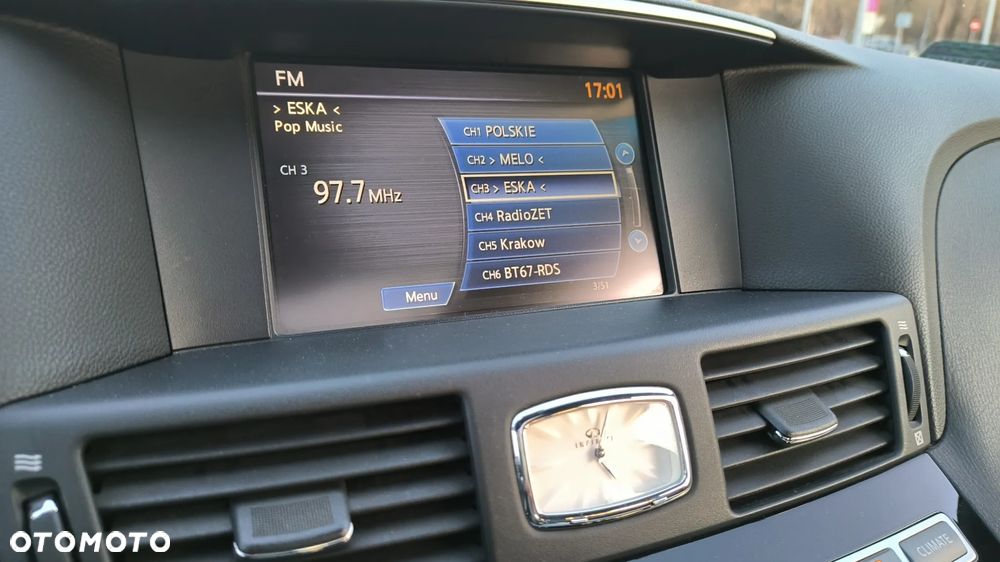 FM
17:01
> ESKA <
Pop Music
CH 3
97.7 MHz
CH1 POLSKIE
CH2 > MELO <
CH3 > ESKA <
CH4 RadioZET
CH5 Krakow
CH6 BT67-RDS
3/51
Menu
INFINITI
CLIMATE
OTOMOTO